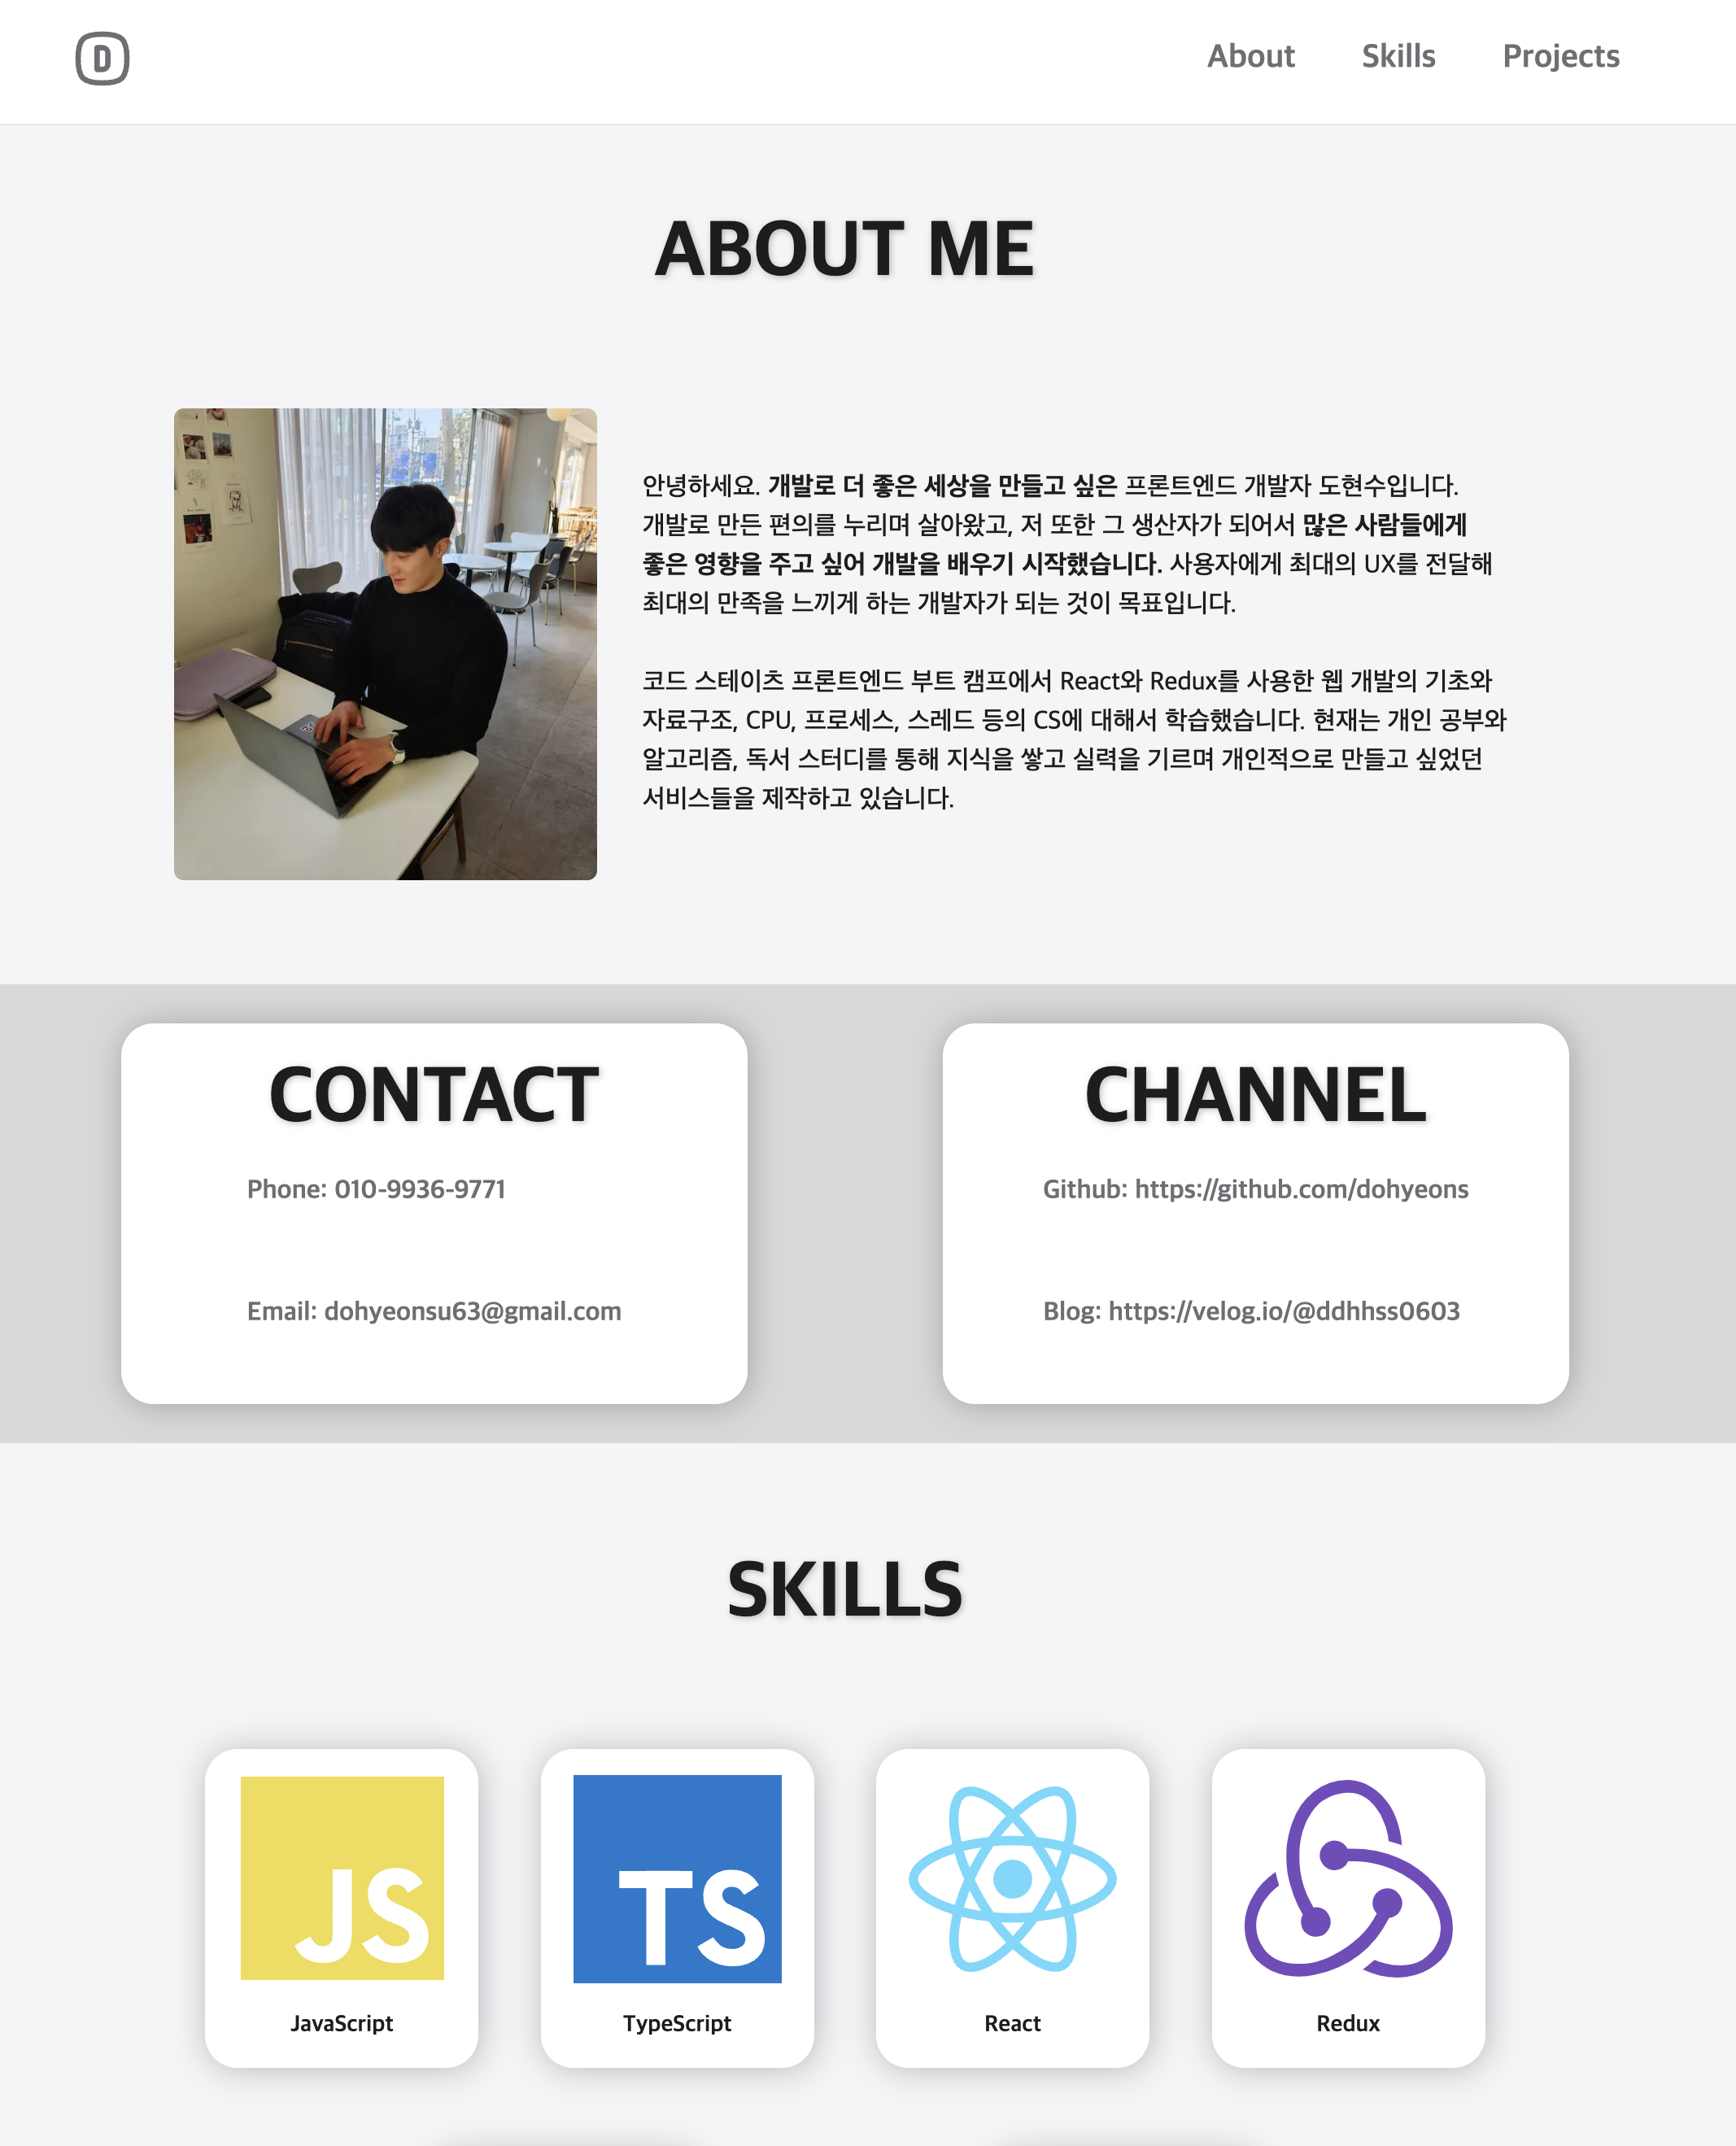 D
About Skills Projects
ABOUT ME
안녕하세요. 개발로 더 좋은 세상을 만들고 싶은 프론트엔드 개발자 도현수입니다.
개발로 만든 편의를 누리며 살아왔고, 저 또한 그 생산자가 되어서 많은 사람들에게
좋은 영향을 주고 싶어 개발을 배우기 시작했습니다. 사용자에게 최대의 UX를 전달해
최대의 만족을 느끼게 하는 개발자가 되는 것이 목표입니다.
코드 스테이츠 프론트엔드 부트 캠프에서 React와 Redux를 사용한 웹 개발의 기초와
자료구조, CPU, 프로세스, 스레드 등의 CS에 대해서 학습했습니다. 현재는 개인 공부와
알고리즘, 독서 스터디를 통해 지식을 쌓고 실력을 기르며 개인적으로 만들고 싶었던
서비스들을 제작하고 있습니다.
CONTACT
Phone: 010-9936-9771
Email: dohyeonsu63@gmail.com
CHANNEL
Github: https://github.com/dohyeons
Blog: https://velog.io/@ddhhss0603
SKILLS
JS
JavaScript
TS
TypeScript
React
Redux